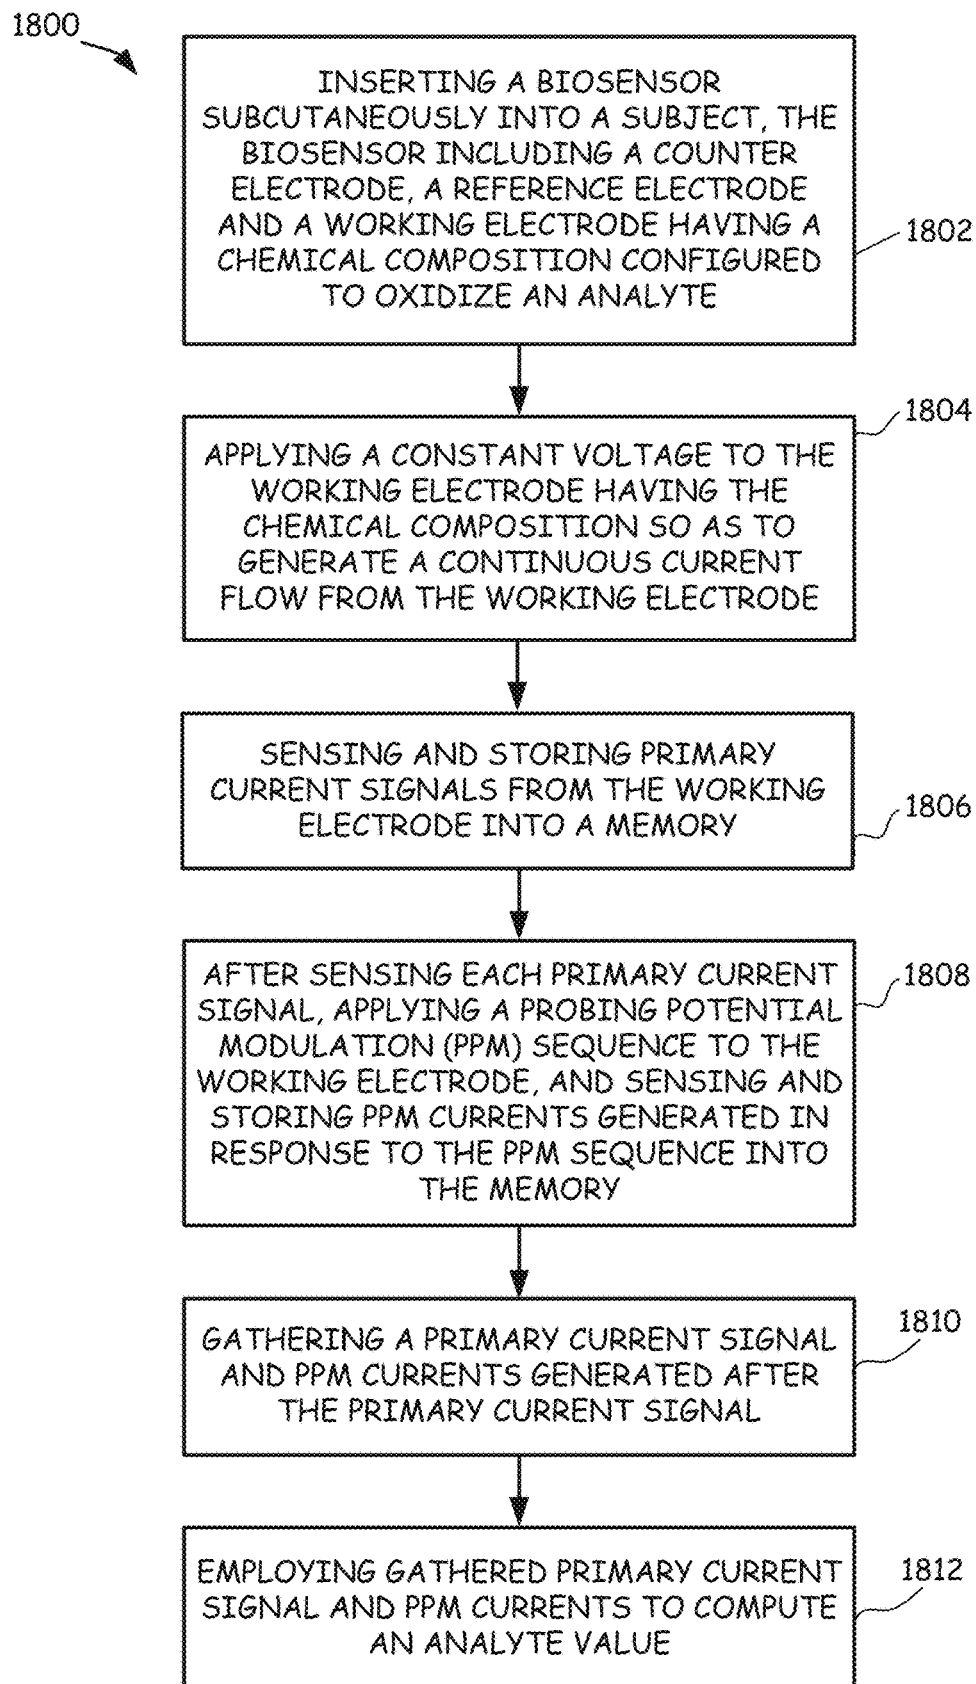 1800
INSERTING A BIOSENSOR
SUBCUTANEOUSLY INTO A SUBJECT, THE
BIOSENSOR INCLUDING A COUNTER
ELECTRODE, A REFERENCE ELECTRODE
AND A WORKING ELECTRODE HAVING A
CHEMICAL COMPOSITION CONFIGURED
TO OXIDIZE AN ANALYTE
1802
APPLYING A CONSTANT VOLTAGE TO THE
WORKING ELECTRODE HAVING THE
CHEMICAL COMPOSITION SO AS TO
GENERATE A CONTINUOUS CURRENT
FLOW FROM THE WORKING ELECTRODE
1804
SENSING AND STORING PRIMARY
CURRENT SIGNALS FROM THE WORKING
ELECTRODE INTO A MEMORY
1806
AFTER SENSING EACH PRIMARY CURRENT
SIGNAL, APPLYING A PROBING POTENTIAL
MODULATION (PPM) SEQUENCE TO THE
WORKING ELECTRODE, AND SENSING AND
STORING PPM CURRENTS GENERATED IN
RESPONSE TO THE PPM SEQUENCE INTO
THE MEMORY
1808
GATHERING A PRIMARY CURRENT SIGNAL
AND PPM CURRENTS GENERATED AFTER
THE PRIMARY CURRENT SIGNAL
1810
EMPLOYING GATHERED PRIMARY CURRENT
SIGNAL AND PPM CURRENTS TO COMPUTE
AN ANALYTE VALUE
1812